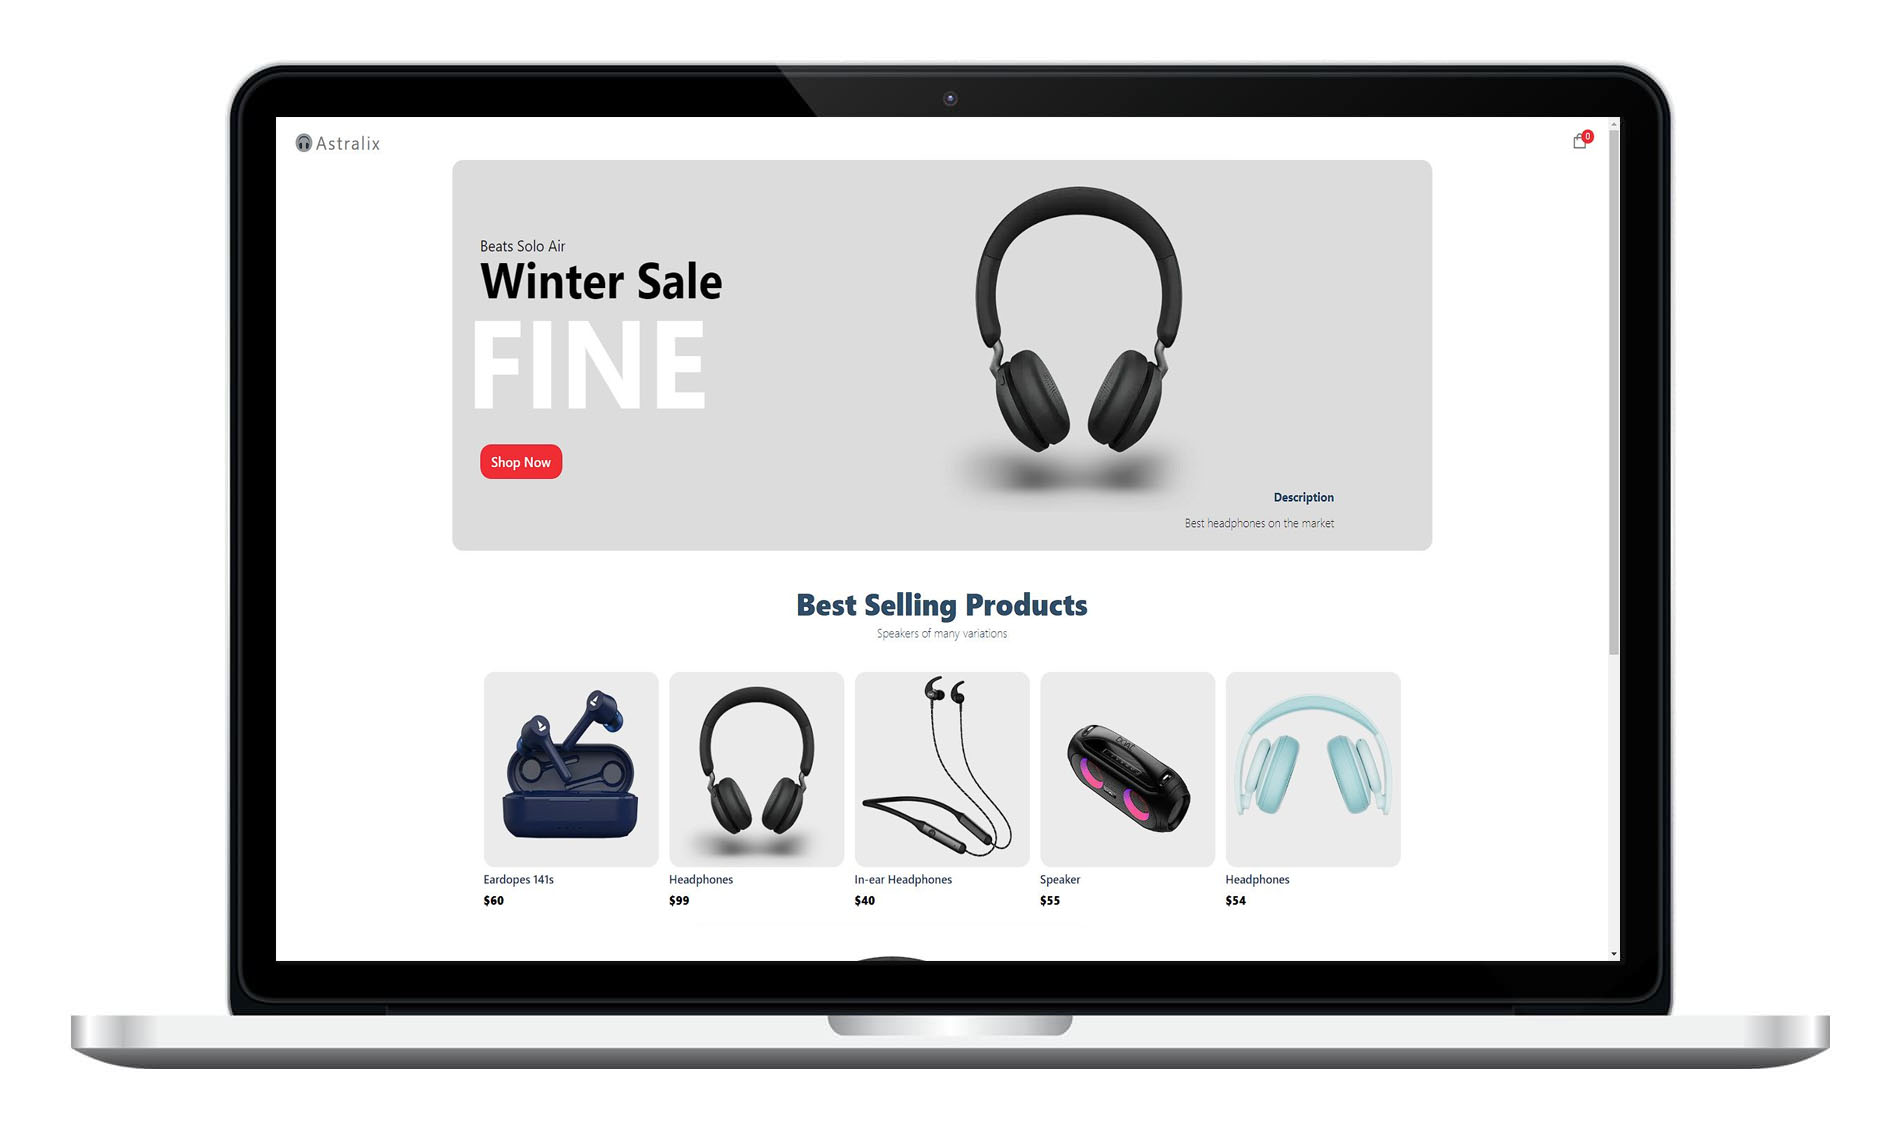 Astralix
0
Beats Solo Air
Winter Sale
FINE
Shop Now
Description
Best headphones on the market
Best Selling Products
Speakers of many variations
Eardopes 141s
$60
Headphones
$99
In-ear Headphones
$40
Speaker
$55
Headphones
$54